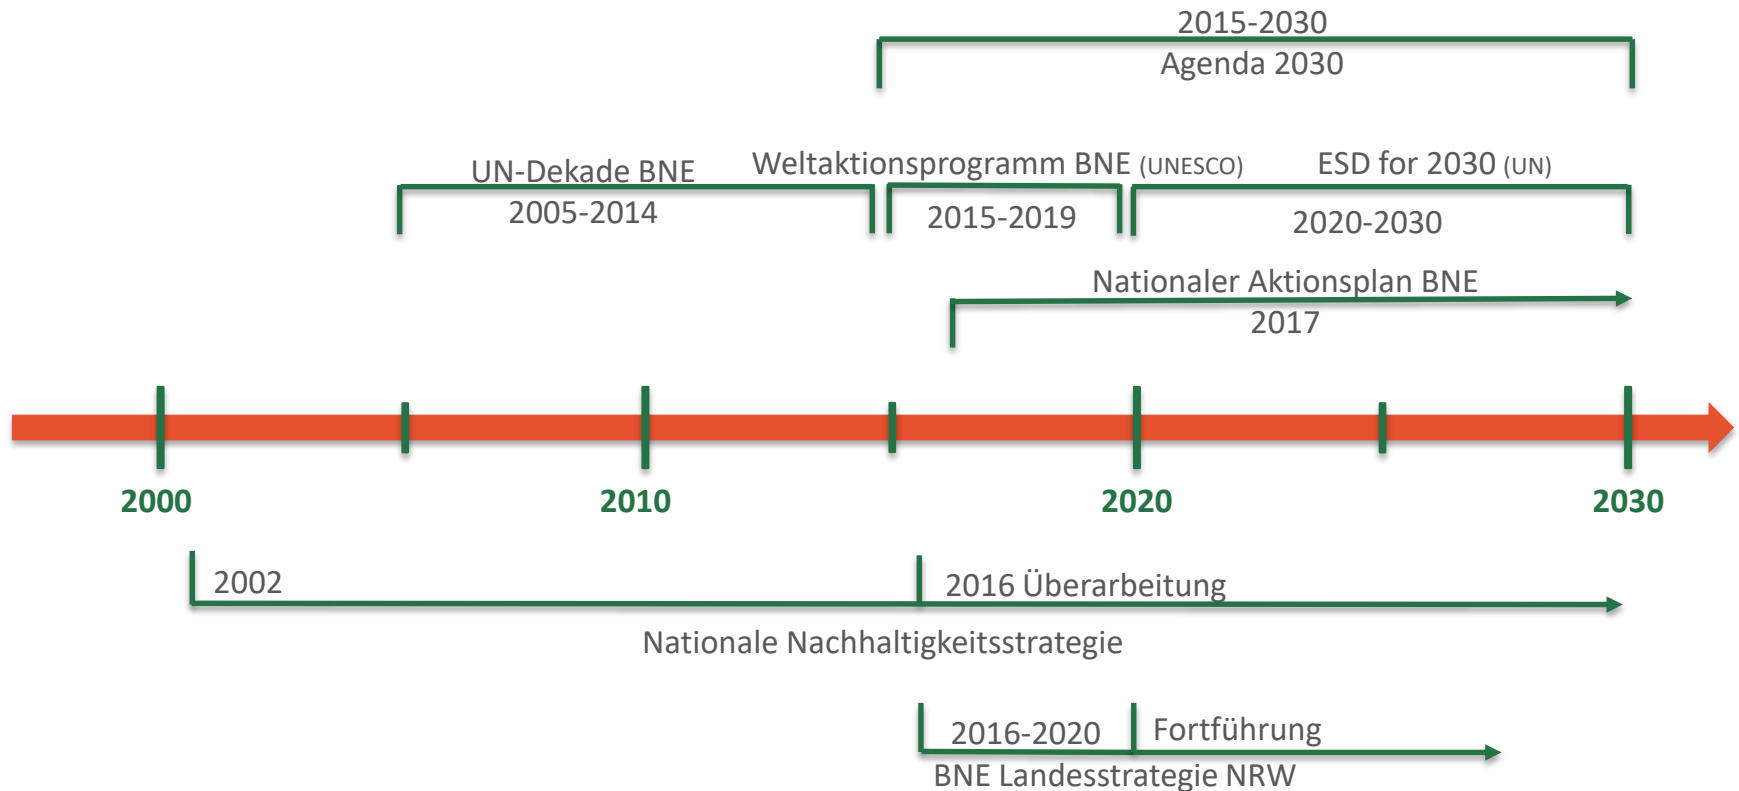 2015-2030
Agenda 2030
UN-Dekade BNE
2005-2014
Weltaktionsprogramm BNE (UNESCO)
2015-2019
ESD for 2030 (UN)
2020-2030
Nationaler Aktionsplan BNE
2017
2000
2010
2020
2030
2002
2016 Überarbeitung
Nationale Nachhaltigkeitsstrategie
2016-2020
Fortführung
BNE Landesstrategie NRW